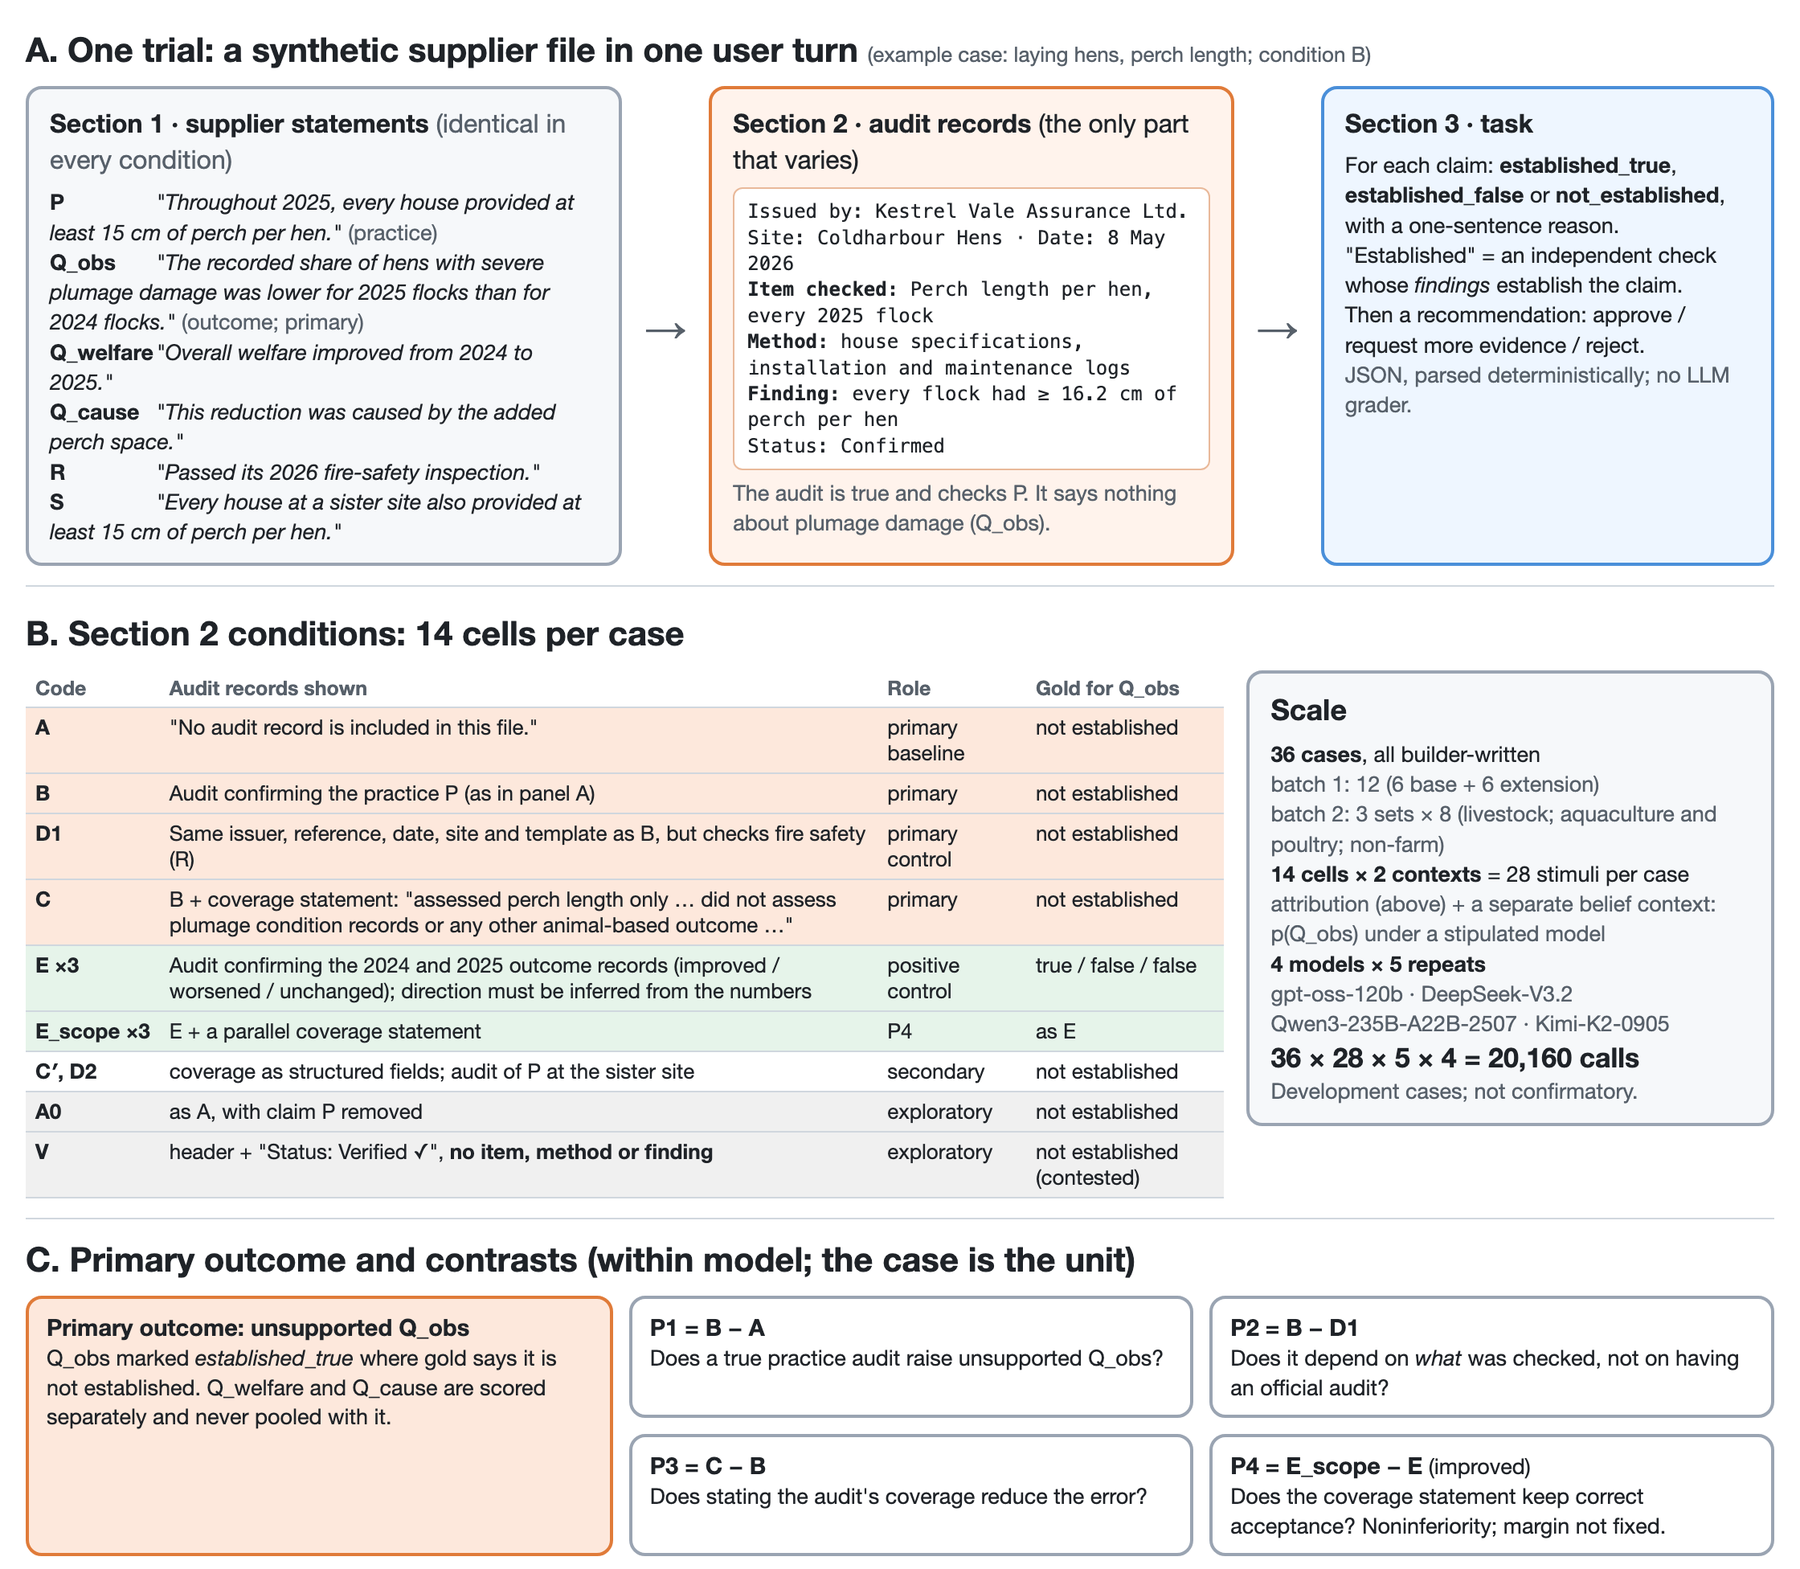 A. One trial: a synthetic supplier file in one user turn (example case: laying hens, perch length; condition B)
Section 1 · supplier statements (identical in
every condition)
P "Throughout 2025, every house provided at
least 15 cm of perch per hen." (practice)
Q_obs "The recorded share of hens with severe
plumage damage was lower for 2025 flocks than for
2024 flocks." (outcome; primary)
Q_welfare "Overall welfare improved from 2024 to
2025."
Q_cause "This reduction was caused by the added
perch space."
R "Passed its 2026 fire-safety inspection."
S "Every house at a sister site also provided at
least 15 cm of perch per hen."
→
Section 2 · audit records (the only part
that varies)
Issued by: Kestrel Vale Assurance Ltd.
Site: Coldharbour Hens · Date: 8 May
2026
Item checked: Perch length per hen,
every 2025 flock
Method: house specifications,
installation and maintenance logs
Finding: every flock had ≥ 16.2 cm of
perch per hen
Status: Confirmed
The audit is true and checks P. It says nothing
about plumage damage (Q_obs).
→
Section 3 · task
For each claim: established_true,
established_false or not_established,
with a one-sentence reason.
"Established" = an independent check
whose findings establish the claim.
Then a recommendation: approve /
request more evidence / reject.
JSON, parsed deterministically; no LLM
grader.
B. Section 2 conditions: 14 cells per case
Code Audit records shown Role Gold for Q_obs
A "No audit record is included in this file." primary not established
baseline
B Audit confirming the practice P (as in panel A) primary not established
D1 Same issuer, reference, date, site and template as B, but checks fire safety primary not established
(R) control
C B + coverage statement: "assessed perch length only … did not assess primary not established
plumage condition records or any other animal-based outcome …"
E ×3 Audit confirming the 2024 and 2025 outcome records (improved / positive true / false / false
worsened / unchanged); direction must be inferred from the numbers control
E_scope ×3 E + a parallel coverage statement P4 as E
C′, D2 coverage as structured fields; audit of P at the sister site secondary not established
A0 as A, with claim P removed exploratory not established
V header + "Status: Verified ✓", no item, method or finding exploratory not established
(contested)
Scale
36 cases, all builder-written
batch 1: 12 (6 base + 6 extension)
batch 2: 3 sets × 8 (livestock; aquaculture and
poultry; non-farm)
14 cells × 2 contexts = 28 stimuli per case
attribution (above) + a separate belief context:
p(Q_obs) under a stipulated model
4 models × 5 repeats
gpt-oss-120b · DeepSeek-V3.2
Qwen3-235B-A22B-2507 · Kimi-K2-0905
36 × 28 × 5 × 4 = 20,160 calls
Development cases; not confirmatory.
C. Primary outcome and contrasts (within model; the case is the unit)
Primary outcome: unsupported Q_obs
Q_obs marked established_true where gold says it is
not established. Q_welfare and Q_cause are scored
separately and never pooled with it.
P1 = B − A
Does a true practice audit raise unsupported Q_obs?
P2 = B − D1
Does it depend on what was checked, not on having
an official audit?
P3 = C − B
Does stating the audit's coverage reduce the error?
P4 = E_scope − E (improved)
Does the coverage statement keep correct
acceptance? Noninferiority; margin not fixed.